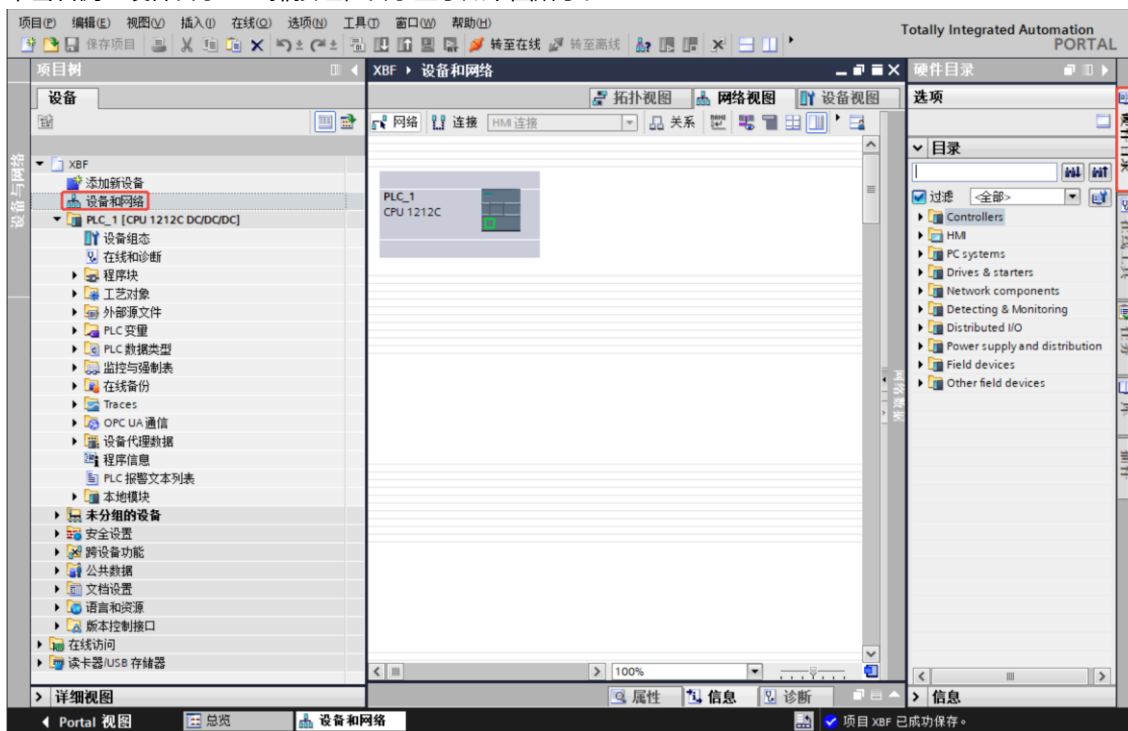 项目(P) 编辑(E) 视图(V) 插入(I) 在线(O) 选项(N) 工具(T) 窗口(W) 帮助(H)
Totally Integrated Automation
PORTAL
保存项目 转至在线 转至离线
项目树
XBF ▸ 设备和网络
硬件目录
设备
拓扑视图 网络视图 设备视图
选项
网络 连接 HMI 连接 关系
目录
过滤 <全部>
设备与网络
XBF
添加新设备
设备和网络
PLC_1 [CPU 1212C DC/DC/DC]
设备组态
在线和诊断
程序块
工艺对象
外部源文件
PLC 变量
PLC 数据类型
监控与强制表
在线备份
Traces
OPC UA 通信
设备代理数据
程序信息
PLC 报警文本列表
本地模块
未分组的设备
安全设置
跨设备功能
公共数据
文档设置
语言和资源
版本控制接口
在线访问
读卡器/USB 存储器
PLC_1
CPU 1212C
Controllers
HMI
PC systems
Drives & starters
Network components
Detecting & Monitoring
Distributed I/O
Power supply and distribution
Field devices
Other field devices
100%
详细视图
属性 信息 诊断
信息
Portal 视图 总览 设备和网络
项目 XBF 已成功保存。